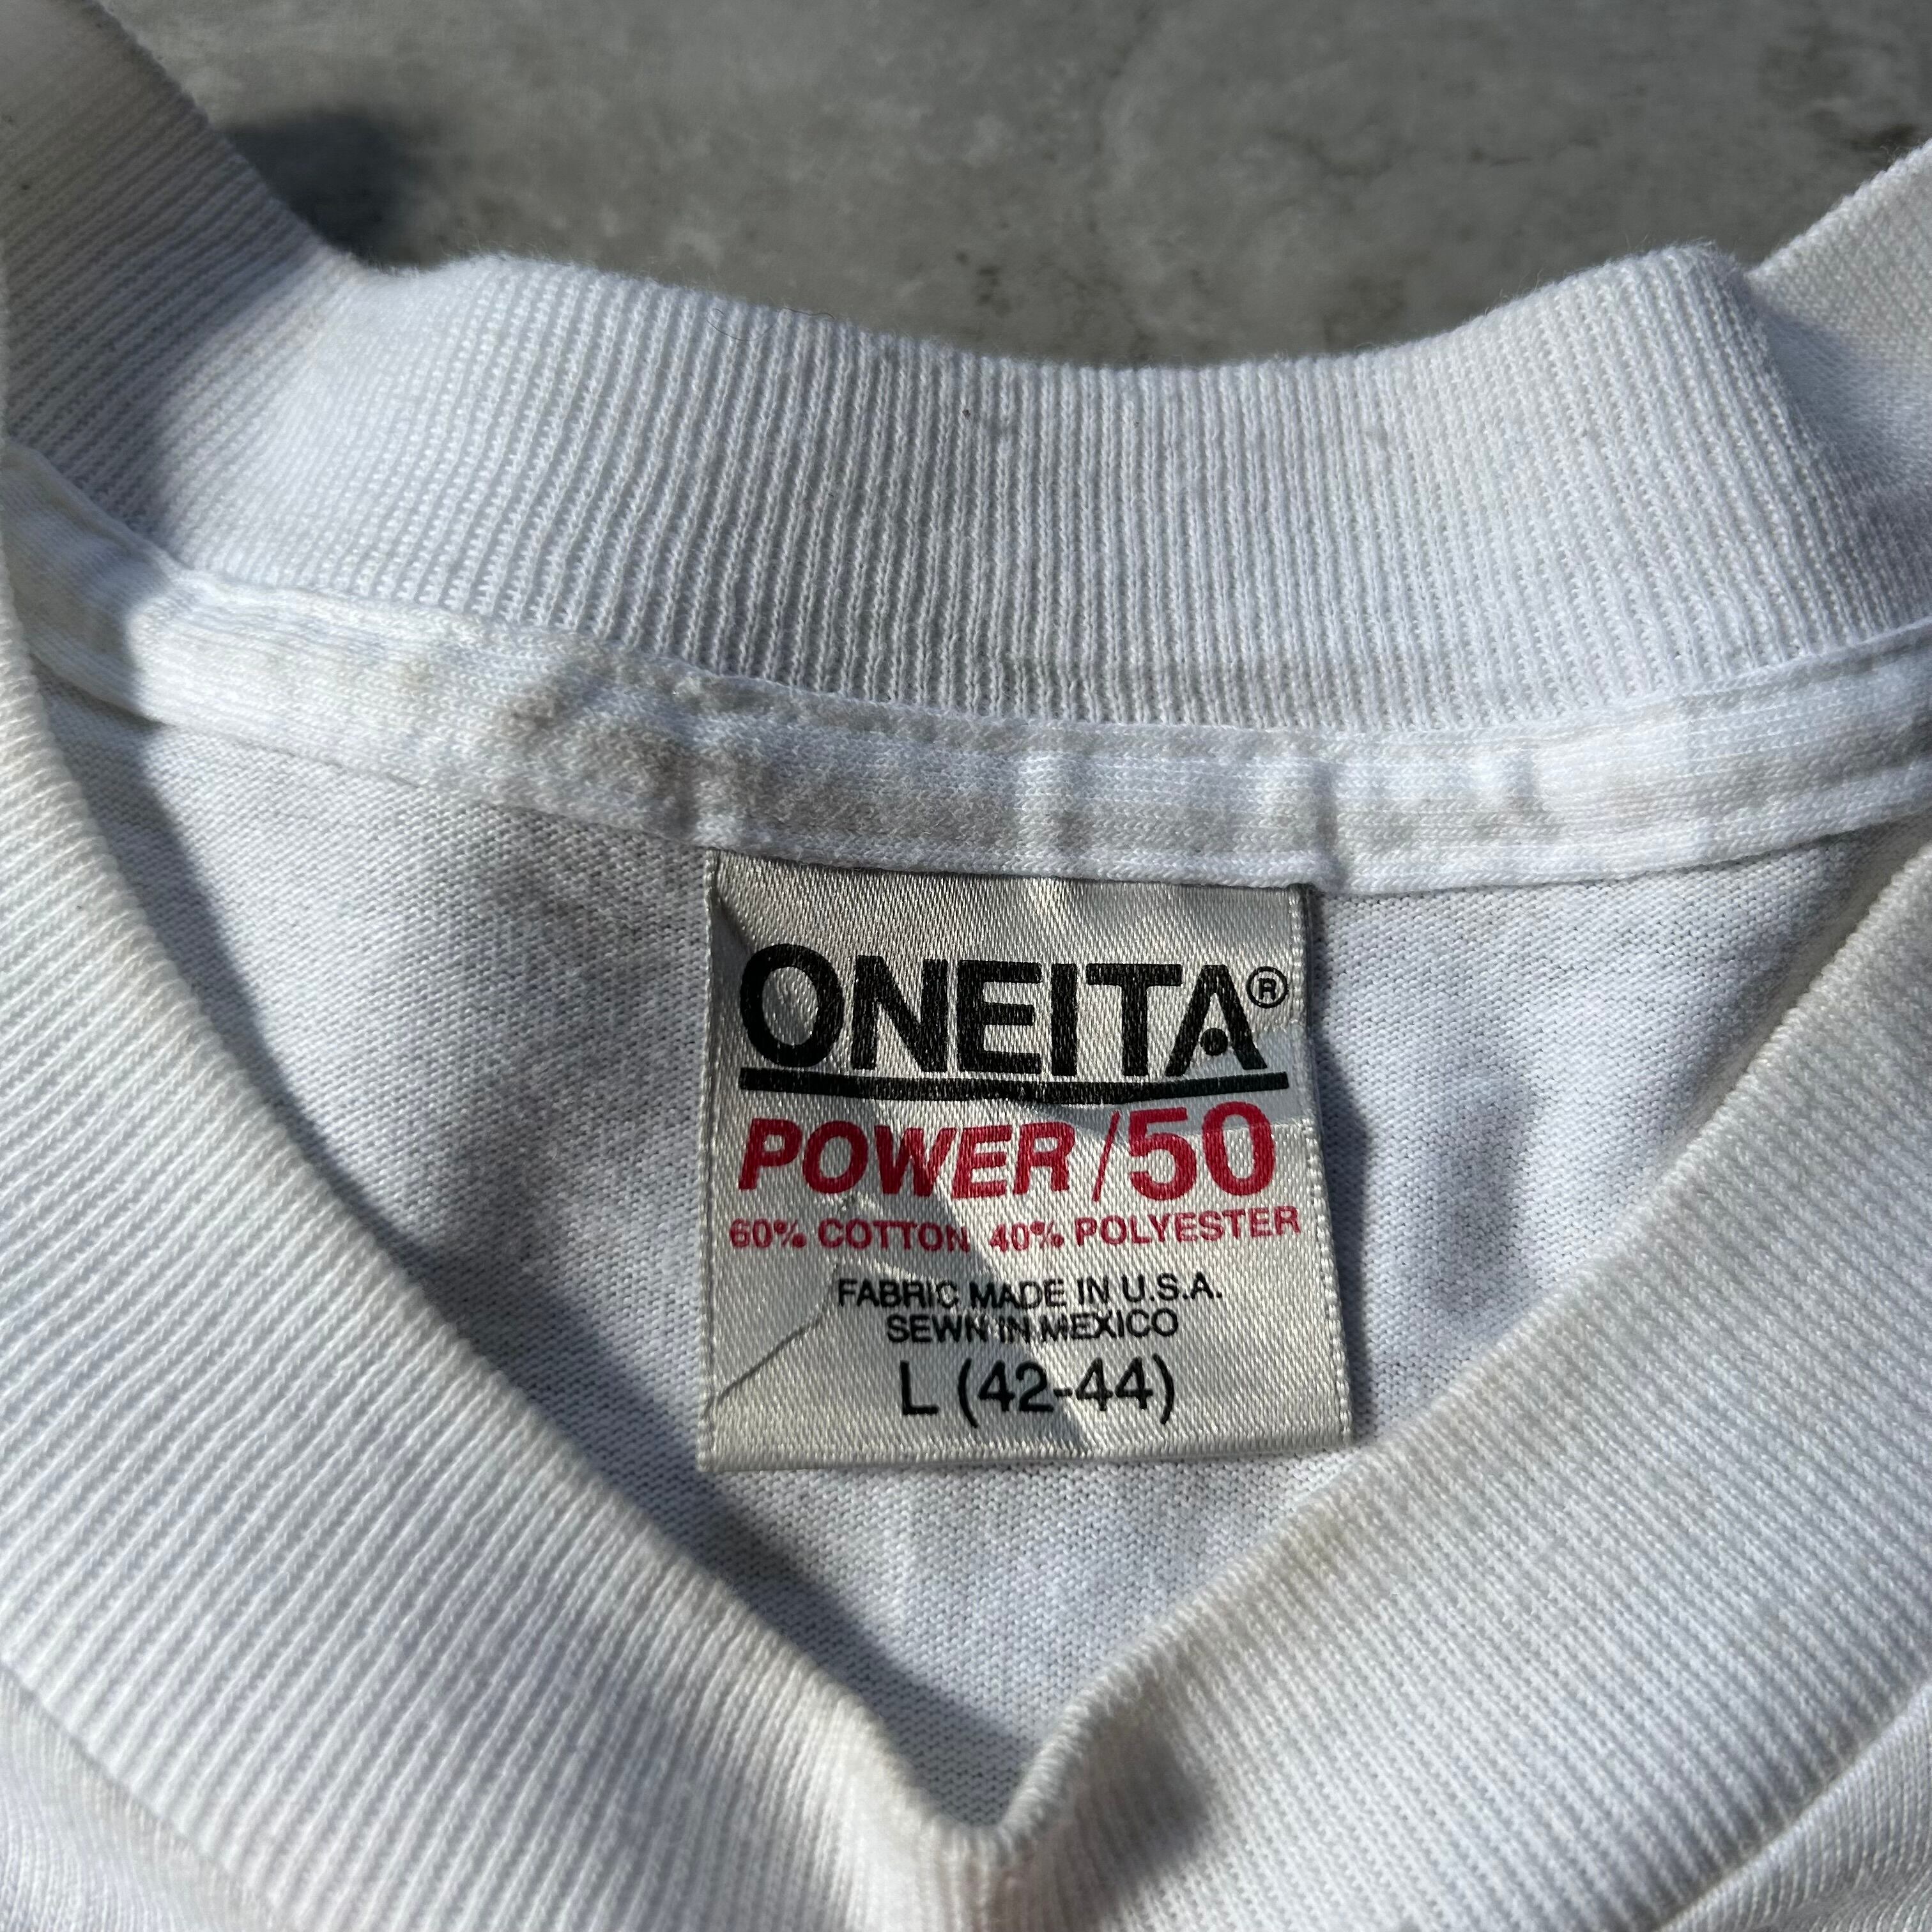 ONEITA®
POWER/50
60% COTTON 40% POLYESTER
FABRIC MADE IN U.S.A.
SEWN IN MEXICO
L (42-44)